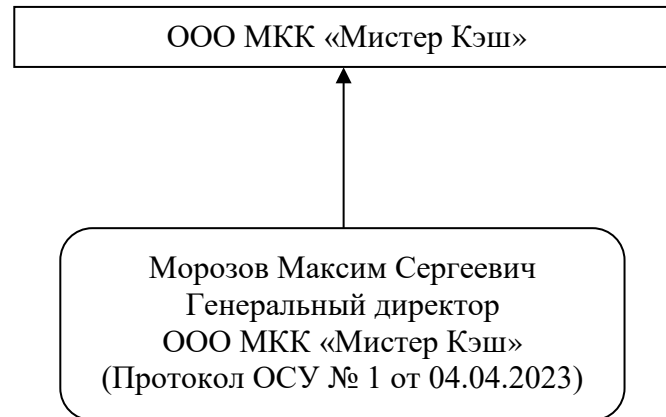 ООО МКК «Мистер Кэш»
Морозов Максим Сергеевич
Генеральный директор
ООО МКК «Мистер Кэш»
(Протокол ОСУ № 1 от 04.04.2023)